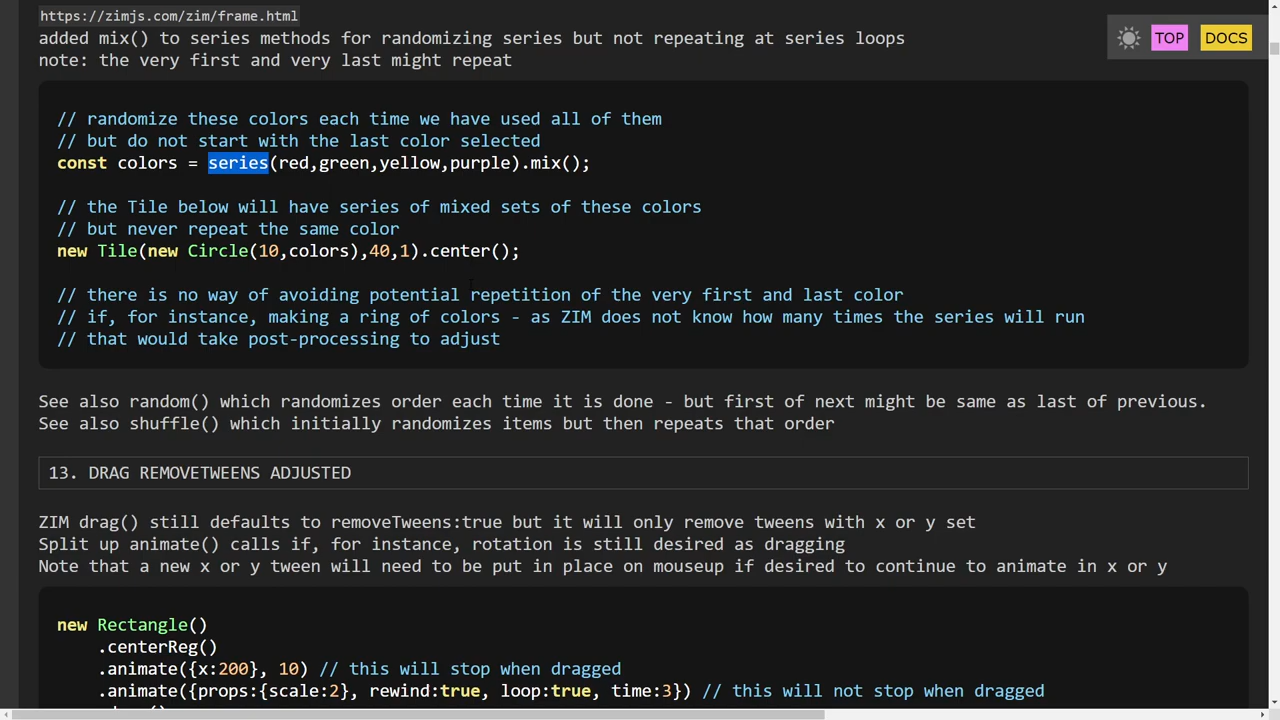 https://zimjs.com/zim/frame.html
added mix() to series methods for randomizing series but not repeating at series loops
note: the very first and very last might repeat
TOP
DOCS
// randomize these colors each time we have used all of them
// but do not start with the last color selected
const colors = series(red,green,yellow,purple).mix();
// the Tile below will have series of mixed sets of these colors
// but never repeat the same color
new Tile(new Circle(10,colors),40,1).center();
// there is no way of avoiding potential repetition of the very first and last color
// if, for instance, making a ring of colors - as ZIM does not know how many times the series will run
// that would take post-processing to adjust
See also random() which randomizes order each time it is done - but first of next might be same as last of previous.
See also shuffle() which initially randomizes items but then repeats that order
13. DRAG REMOVETWEENS ADJUSTED
ZIM drag() still defaults to removeTweens:true but it will only remove tweens with x or y set
Split up animate() calls if, for instance, rotation is still desired as dragging
Note that a new x or y tween will need to be put in place on mouseup if desired to continue to animate in x or y
new Rectangle()
.centerReg()
.animate({x:200}, 10) // this will stop when dragged
.animate({props:{scale:2}, rewind:true, loop:true, time:3}) // this will not stop when dragged